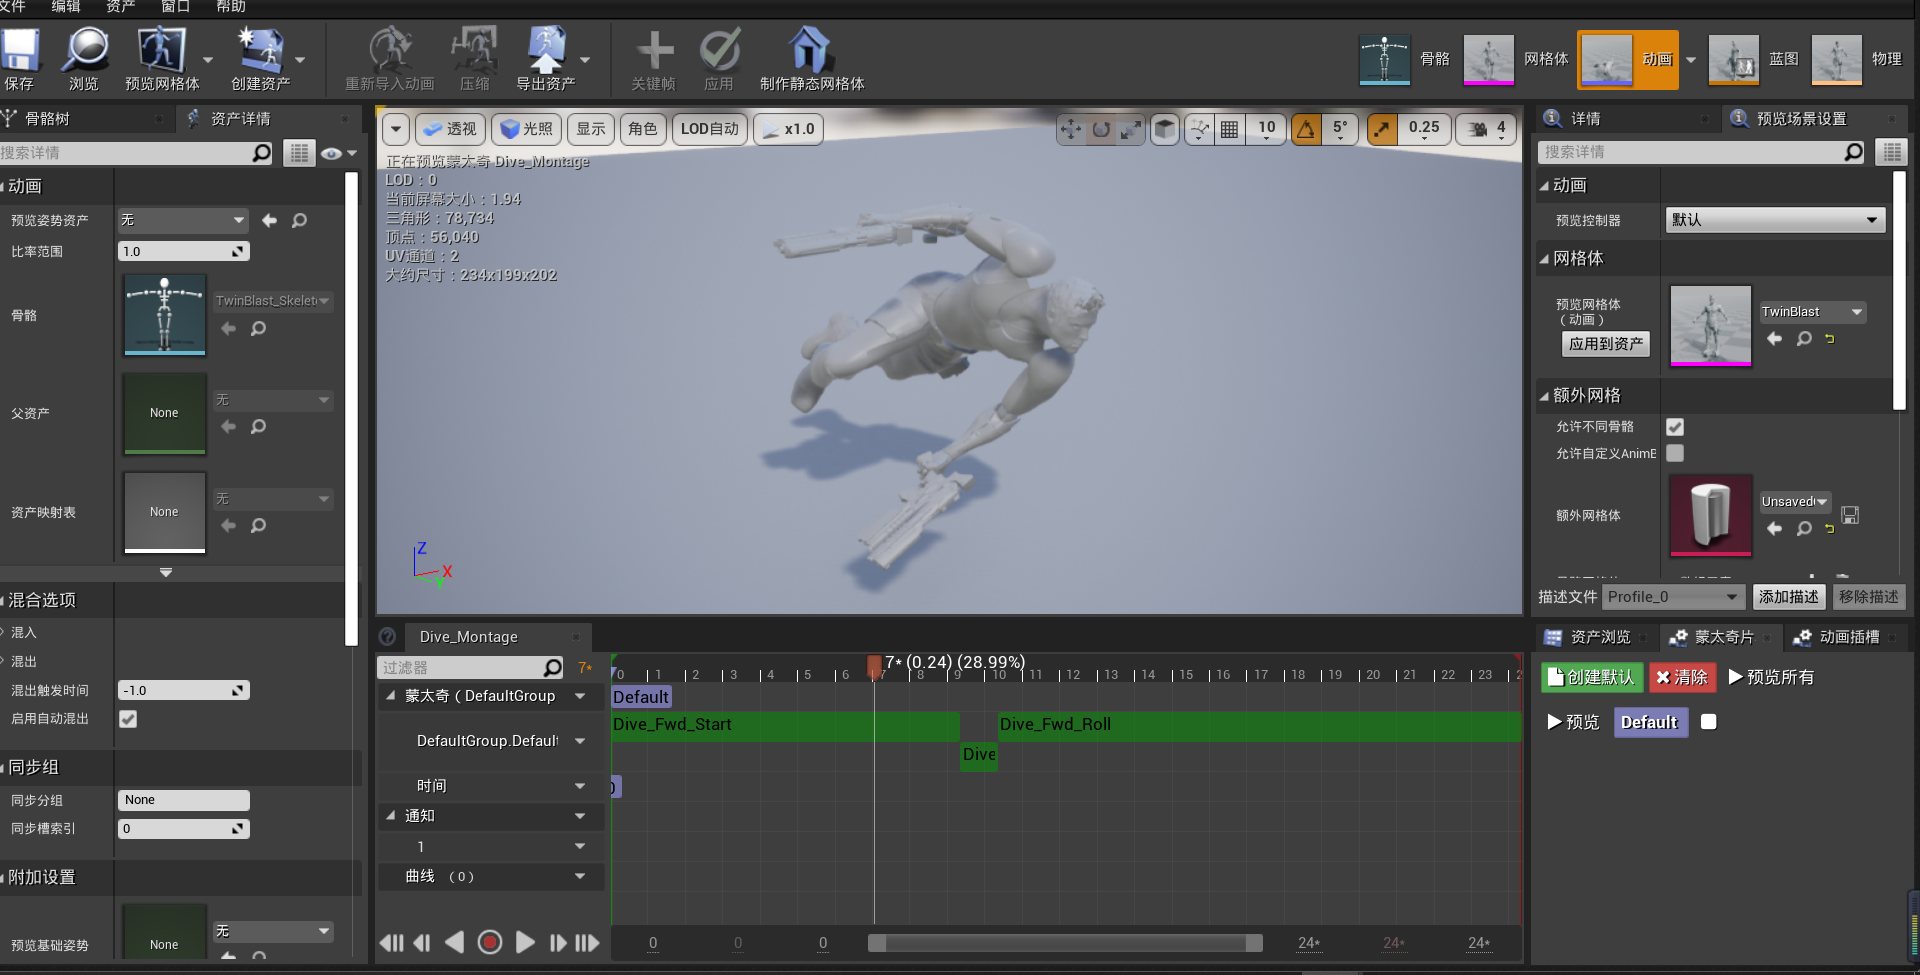 文件 编辑 资产 窗口 帮助
保存 浏览 预览网格体 创建资产 重新导入动画 压缩 导出资产 关键帧 应用 制作静态网格体
骨骼 网格体 动画 蓝图 物理
骨骼树 资产详情
搜索详情
动画
预览姿势资产 无
比率范围 1.0
骨骼 TwinBlast_Skelet
父资产 None 无
资产映射表 None 无
混合选项
混入
混出
混出触发时间 -1.0
启用自动混出
同步组
同步分组 None
同步槽索引 0
附加设置
预览基础姿势 None 无
透视 光照 显示 角色 LOD自动 x1.0 10 5° 0.25 4
正在预览蒙太奇 Dive_Montage
LOD：0
当前屏幕大小：1.94
三角形：78,734
顶点：56,040
UV通道：2
大约尺寸：234x199x202
Z
X
Y
Dive_Montage
过滤器 7*
7* (0.24) (28.99%)
0 1 2 3 4 5 6 7 8 9 10 11 12 13 14 15 16 17 18 19 20 21 22 23 2
蒙太奇（DefaultGroup Default
Dive_Fwd_Start Dive_Fwd_Roll
DefaultGroup.Defaul Dive
时间
通知
1
曲线 （0）
0 0 0 24* 24* 24*
详情 预览场景设置
搜索详情
动画
预览控制器 默认
网格体
预览网格体
（动画） TwinBlast
应用到资产
额外网格
允许不同骨骼
允许自定义AnimB
额外网格体 Unsaved
描述文件 Profile_0 添加描述 移除描述
资产浏览 蒙太奇片 动画插槽
创建默认 清除 预览所有
预览 Default